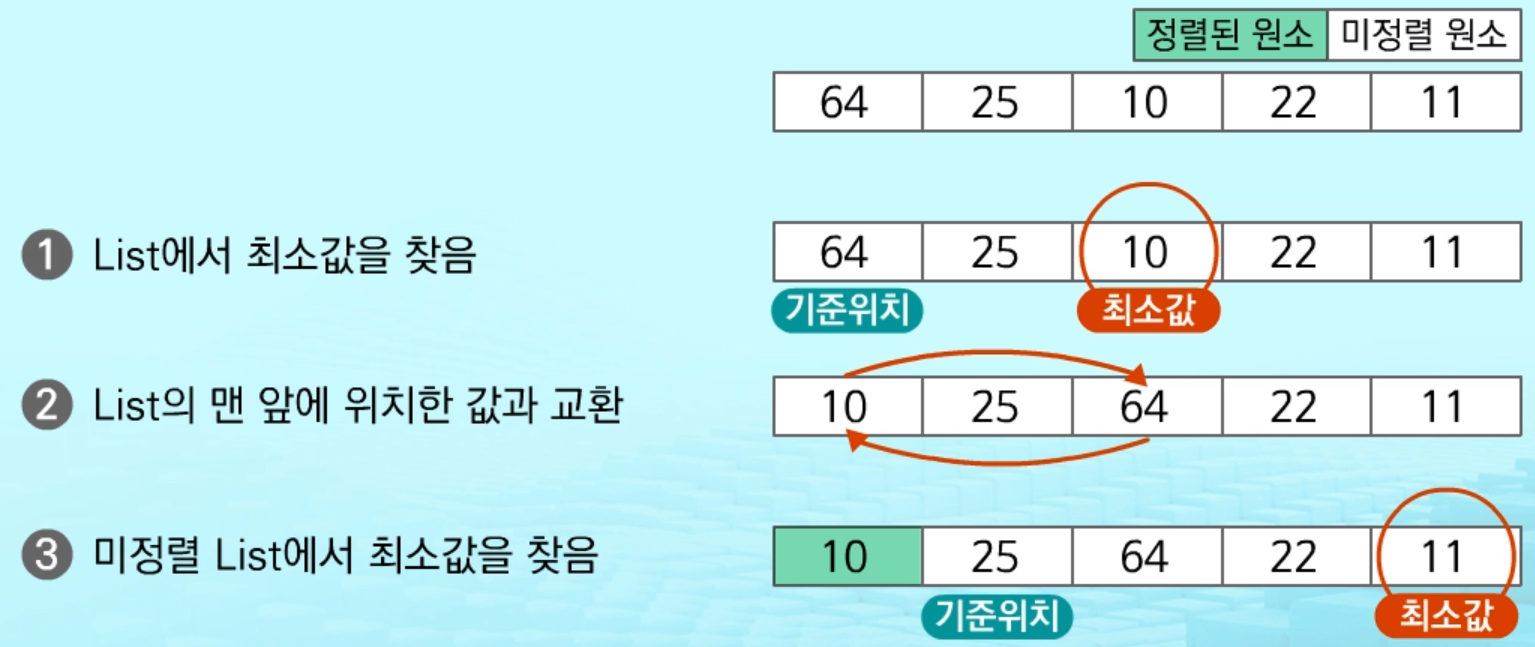 정렬된 원소 미정렬 원소
64 25 10 22 11
1 List에서 최소값을 찾음 64 25 10 22 11
기준위치 최소값
2 List의 맨 앞에 위치한 값과 교환 10 25 64 22 11
3 미정렬 List에서 최소값을 찾음 10 25 64 22 11
기준위치 최소값